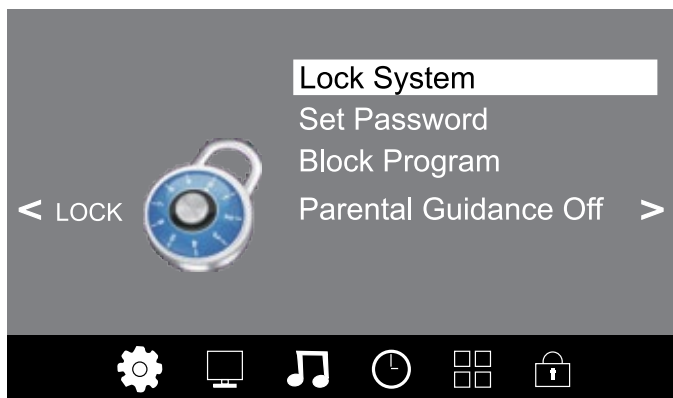 Lock System
Set Password
Block Program
< LOCK
Parental Guidance Off >